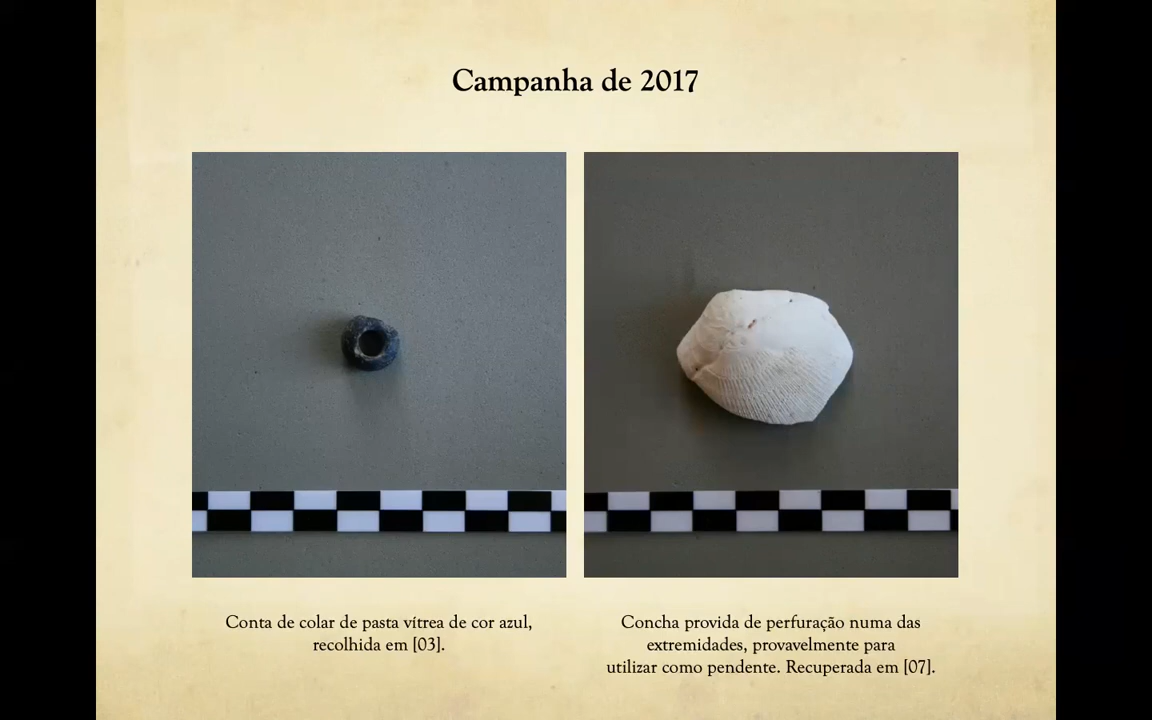 Campanha de 2017
Conta de colar de pasta vítrea de cor azul,
recolhida em [03].
Concha provida de perfuração numa das
extremidades, provavelmente para
utilizar como pendente. Recuperada em [07].